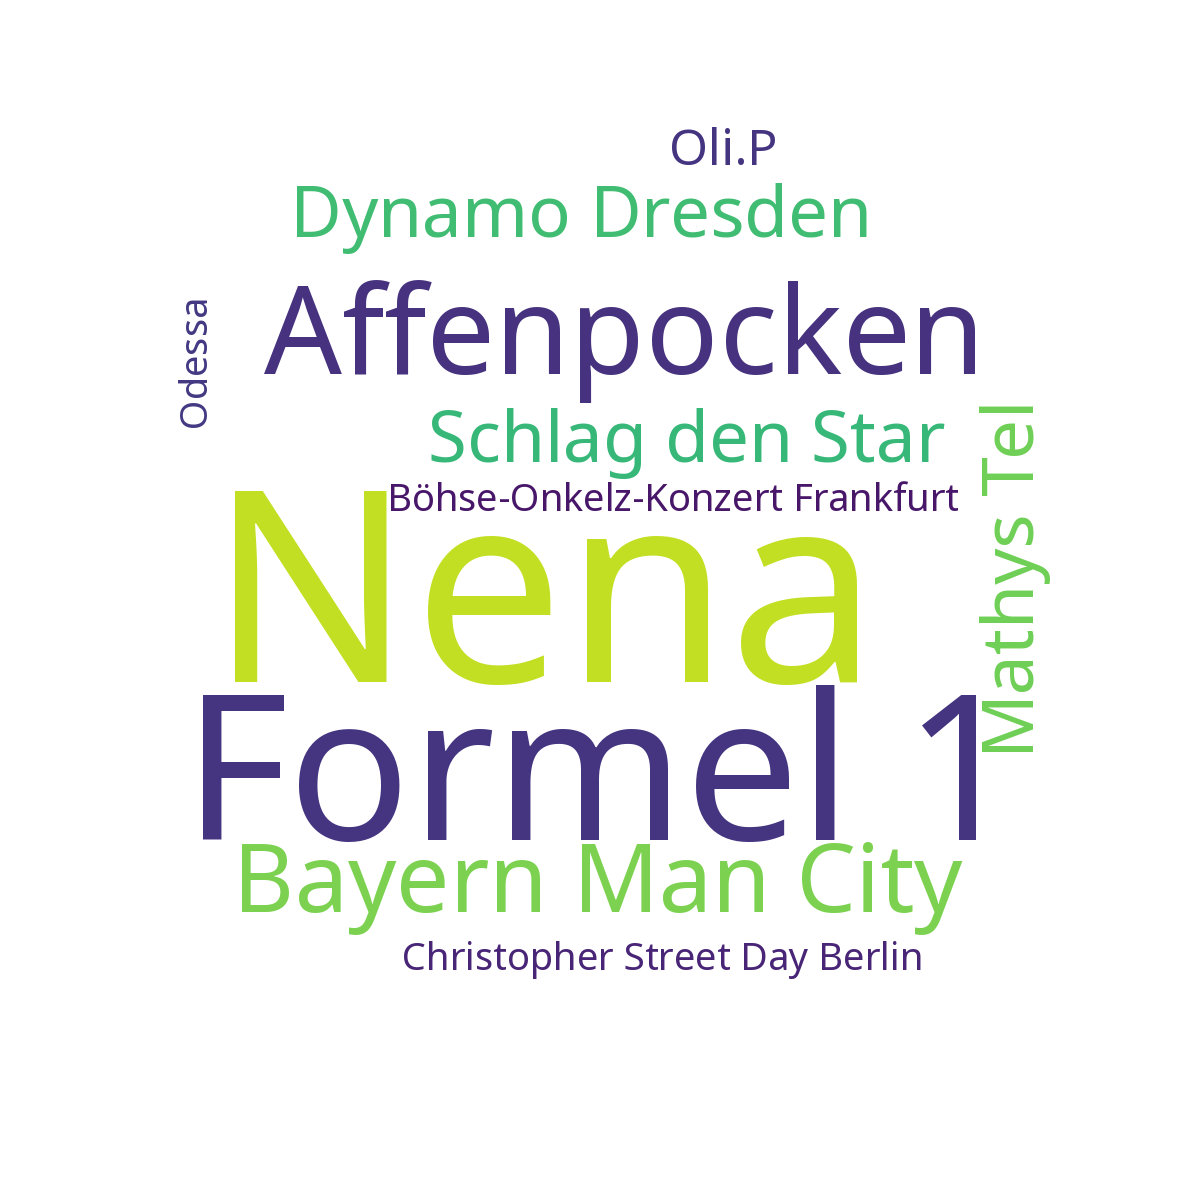 Oli.P
Dynamo Dresden
Affenpocken
Odessa
Schlag den Star
Mathys Tel
Böhse-Onkelz-Konzert Frankfurt
Nena
Formel 1
Bayern Man City
Christopher Street Day Berlin